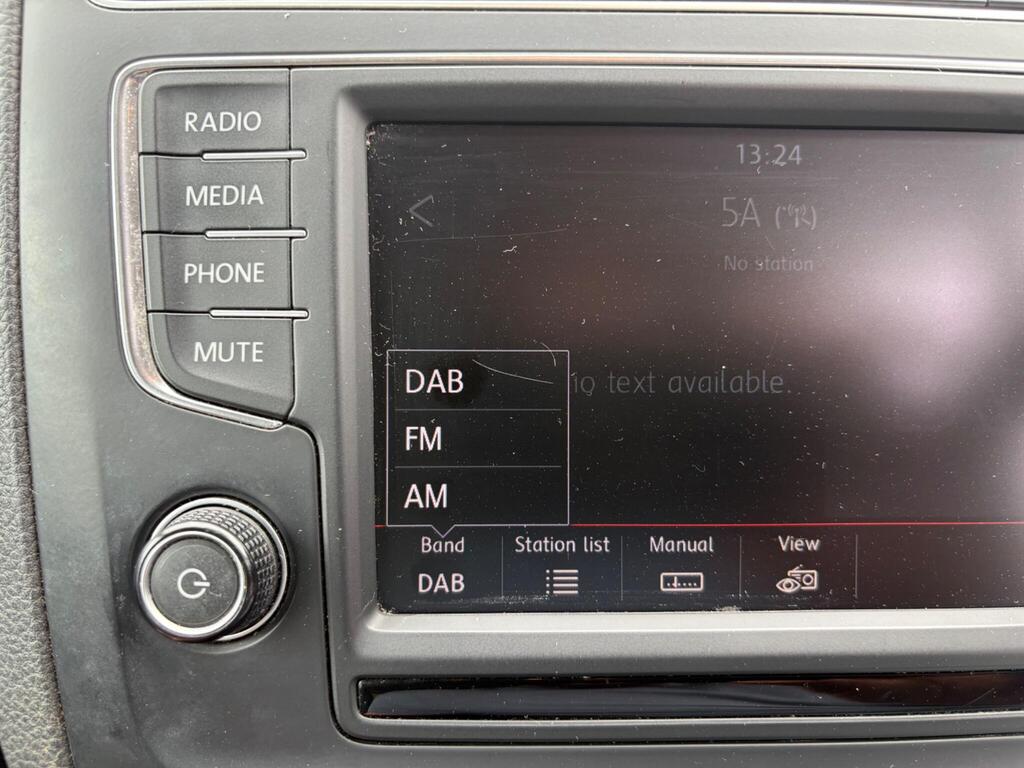 RADIO
MEDIA
PHONE
MUTE
13:24
5A
No station
text available.
DAB
FM
AM
Band
DAB
Station list
Manual
View